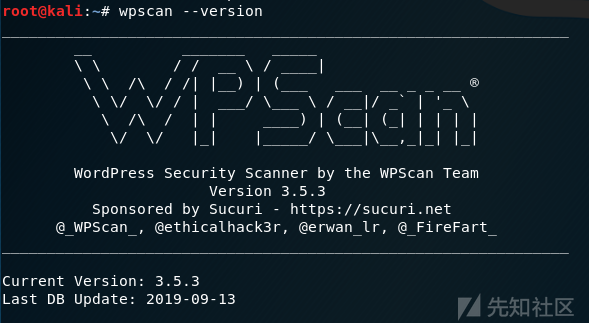 root@kali:~# wpscan --version
WPScan ®
WordPress Security Scanner by the WPScan Team
Version 3.5.3
Sponsored by Sucuri - https://sucuri.net
@_WPScan_, @ethicalhack3r, @erwan_lr, @_FireFart_
Current Version: 3.5.3
Last DB Update: 2019-09-13
先知社区